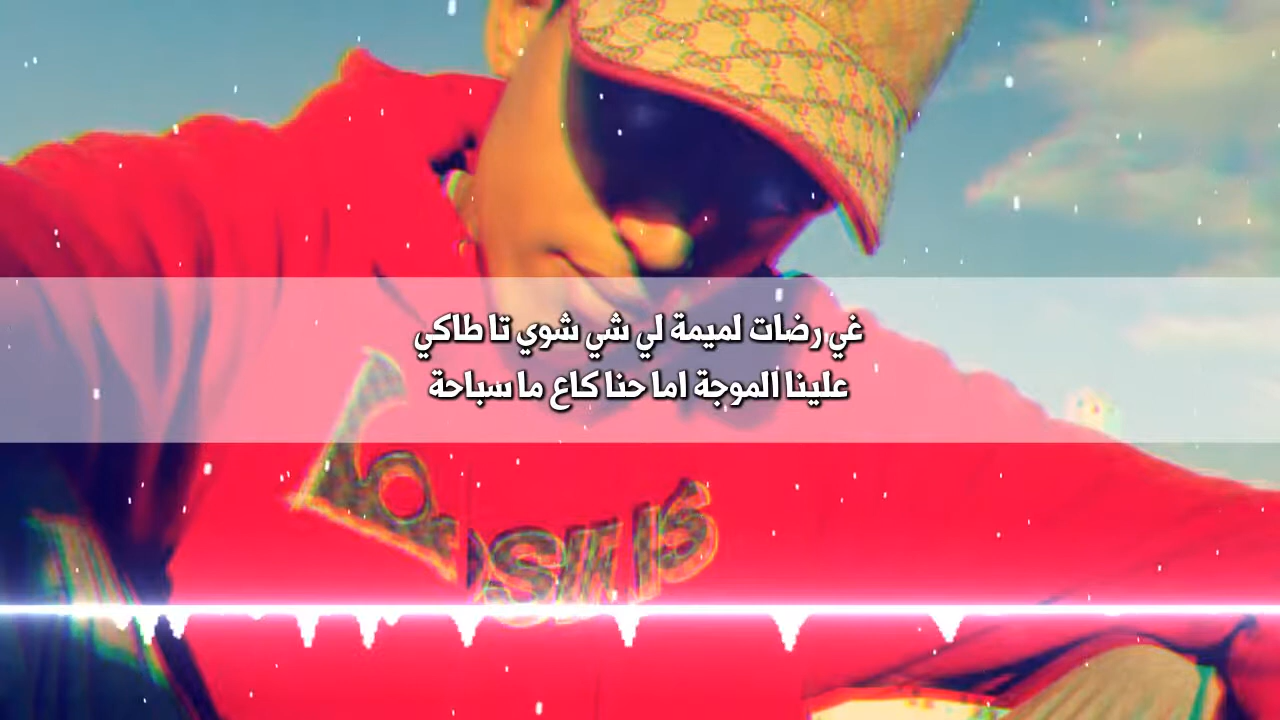 غي رضات لميمة لي شي شوي تا طاكي
علينا الموجة اما حنا كاع ما سباحة